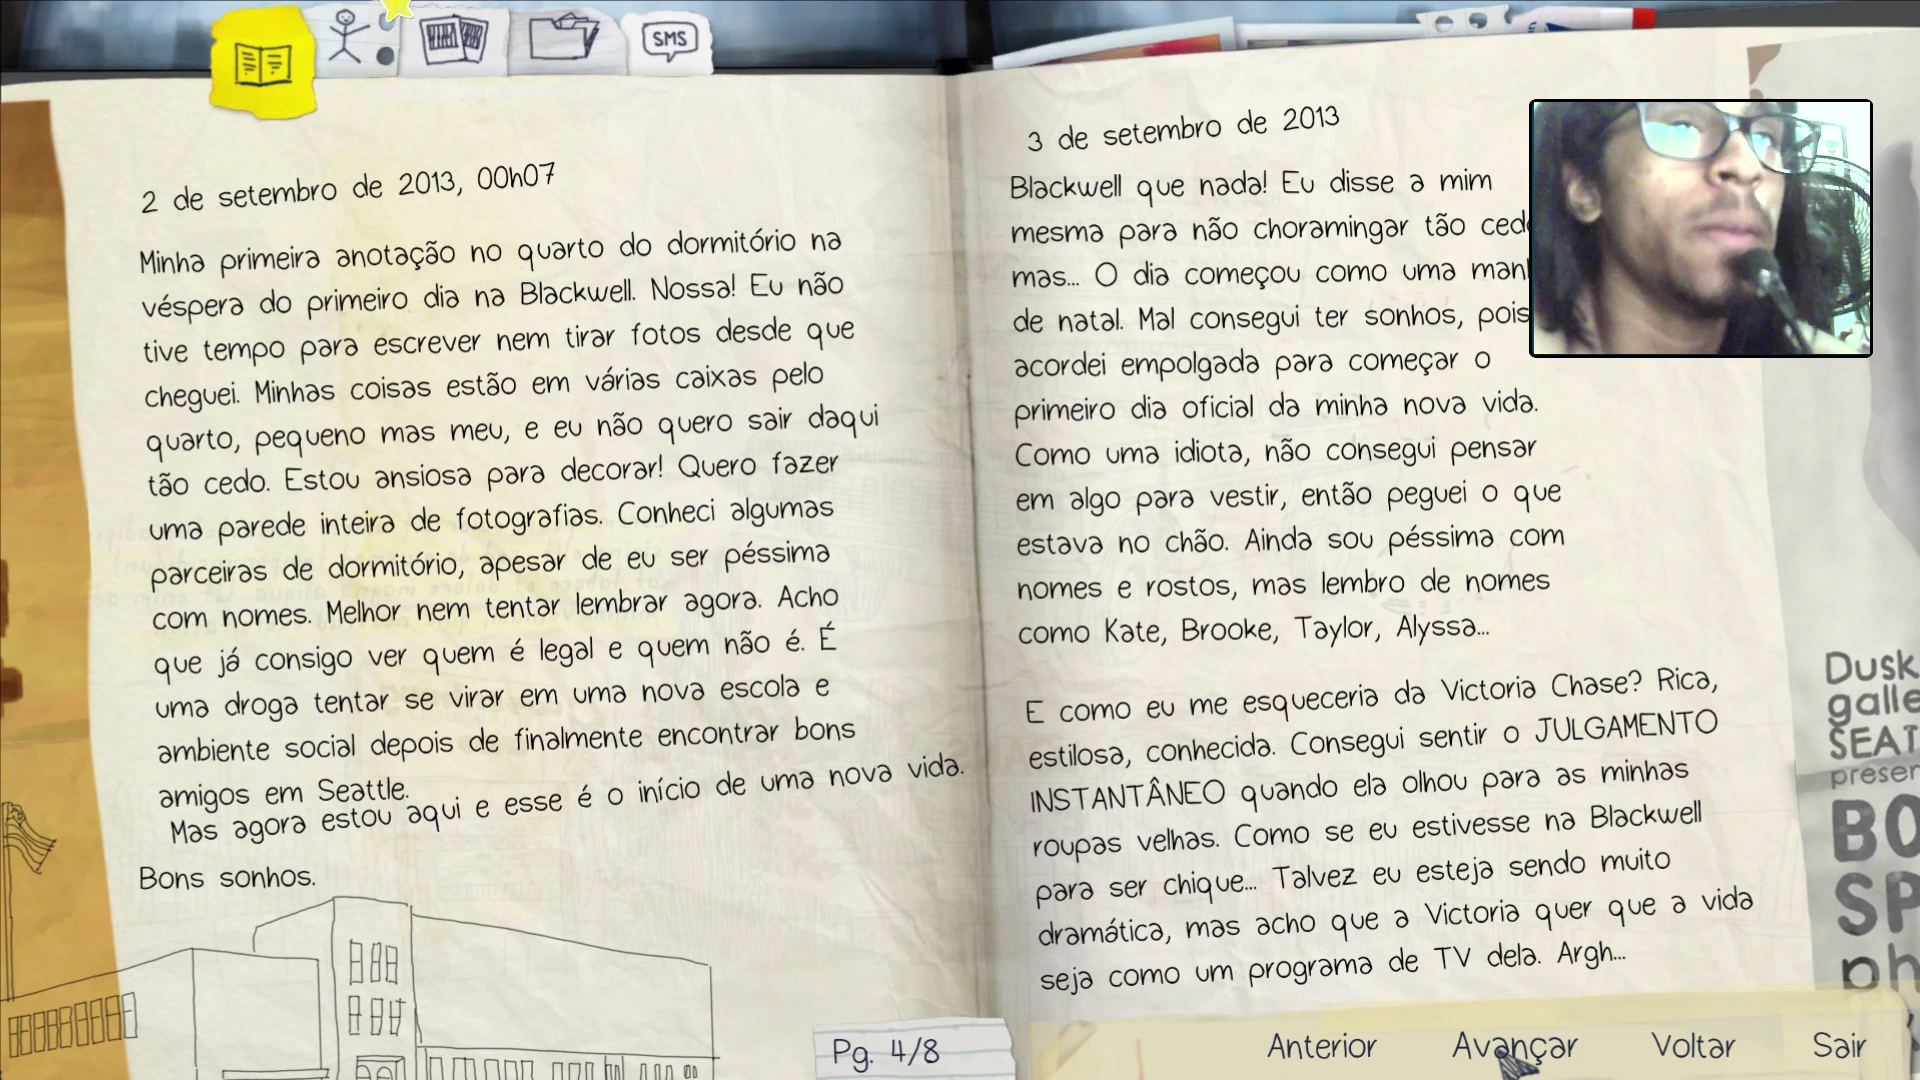 SMS
2 de setembro de 2013, 00h07
Minha primeira anotação no quarto do dormitório na
véspera do primeiro dia na Blackwell. Nossa! Eu não
tive tempo para escrever nem tirar fotos desde que
cheguei. Minhas coisas estão em várias caixas pelo
quarto, pequeno mas meu, e eu não quero sair daqui
tão cedo. Estou ansiosa para decorar! Quero fazer
uma parede inteira de fotografias. Conheci algumas
parceiras de dormitório, apesar de eu ser péssima
com nomes. Melhor nem tentar lembrar agora. Acho
que já consigo ver quem é legal e quem não é. É
uma droga tentar se virar em uma nova escola e
ambiente social depois de finalmente encontrar bons
amigos em Seattle.
Mas agora estou aqui e esse é o início de uma nova vida.
Bons sonhos.
3 de setembro de 2013
Blackwell que nada! Eu disse a mim
mesma para não choramingar tão ced
mas... O dia começou como uma man
de natal. Mal consegui ter sonhos, pois
acordei empolgada para começar o
primeiro dia oficial da minha nova vida.
Como uma idiota, não consegui pensar
em algo para vestir, então peguei o que
estava no chão. Ainda sou péssima com
nomes e rostos, mas lembro de nomes
como Kate, Brooke, Taylor, Alyssa...
E como eu me esqueceria da Victoria Chase? Rica,
estilosa, conhecida. Consegui sentir o JULGAMENTO
INSTANTÂNEO quando ela olhou para as minhas
roupas velhas. Como se eu estivesse na Blackwell
para ser chique... Talvez eu esteja sendo muito
dramática, mas acho que a Victoria quer que a vida
seja como um programa de TV dela. Argh...
Dusk
galle
SEAT
presen
BO
SP
ph
Pg. 4/8
Anterior Avançar Voltar Sair